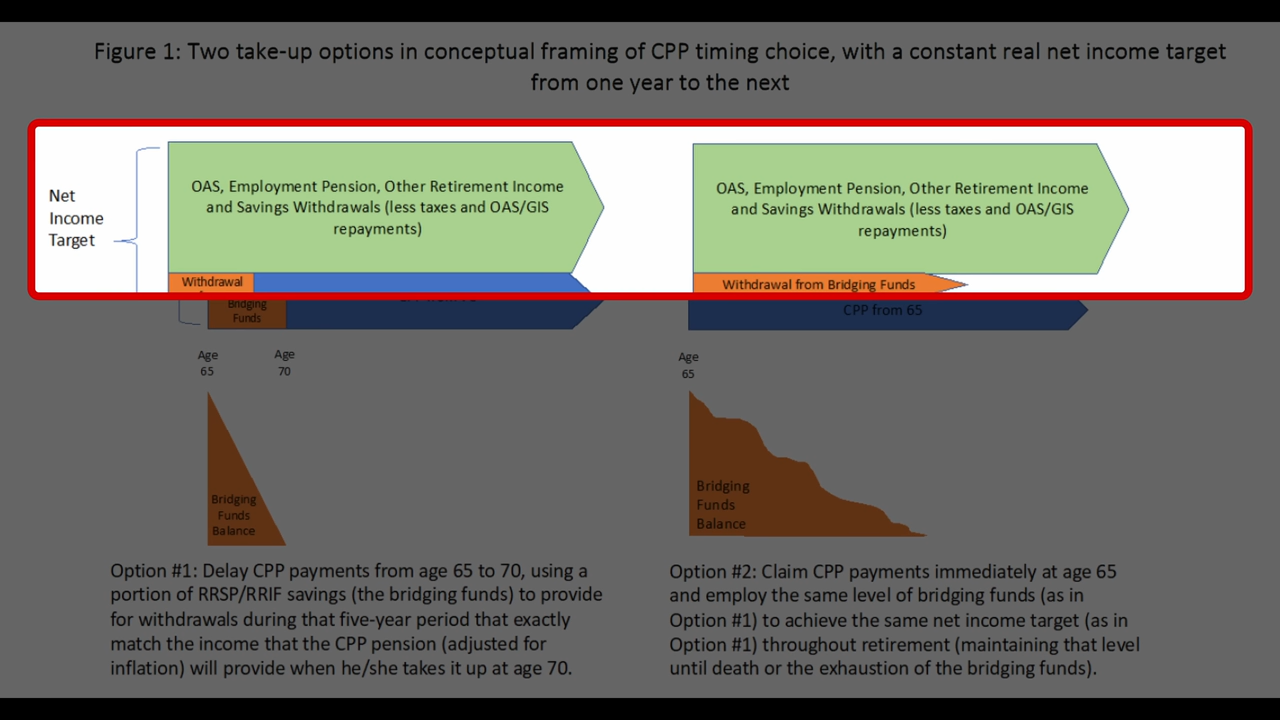 Figure 1: Two take-up options in conceptual framing of CPP timing choice, with a constant real net income target
from one year to the next
Net
Income
Target
OAS, Employment Pension, Other Retirement Income
and Savings Withdrawals (less taxes and OAS/GIS
repayments)
Withdrawal
Bridging
Funds
Age
65
Age
70
Bridging
Funds
Balance
Option #1: Delay CPP payments from age 65 to 70, using a
portion of RRSP/RRIF savings (the bridging funds) to provide
for withdrawals during that five-year period that exactly
match the income that the CPP pension (adjusted for
inflation) will provide when he/she takes it up at age 70.
OAS, Employment Pension, Other Retirement Income
and Savings Withdrawals (less taxes and OAS/GIS
repayments)
Withdrawal from Bridging Funds
CPP from 65
Age
65
Bridging
Funds
Balance
Option #2: Claim CPP payments immediately at age 65
and employ the same level of bridging funds (as in
Option #1) to achieve the same net income target (as in
Option #1) throughout retirement (maintaining that level
until death or the exhaustion of the bridging funds).